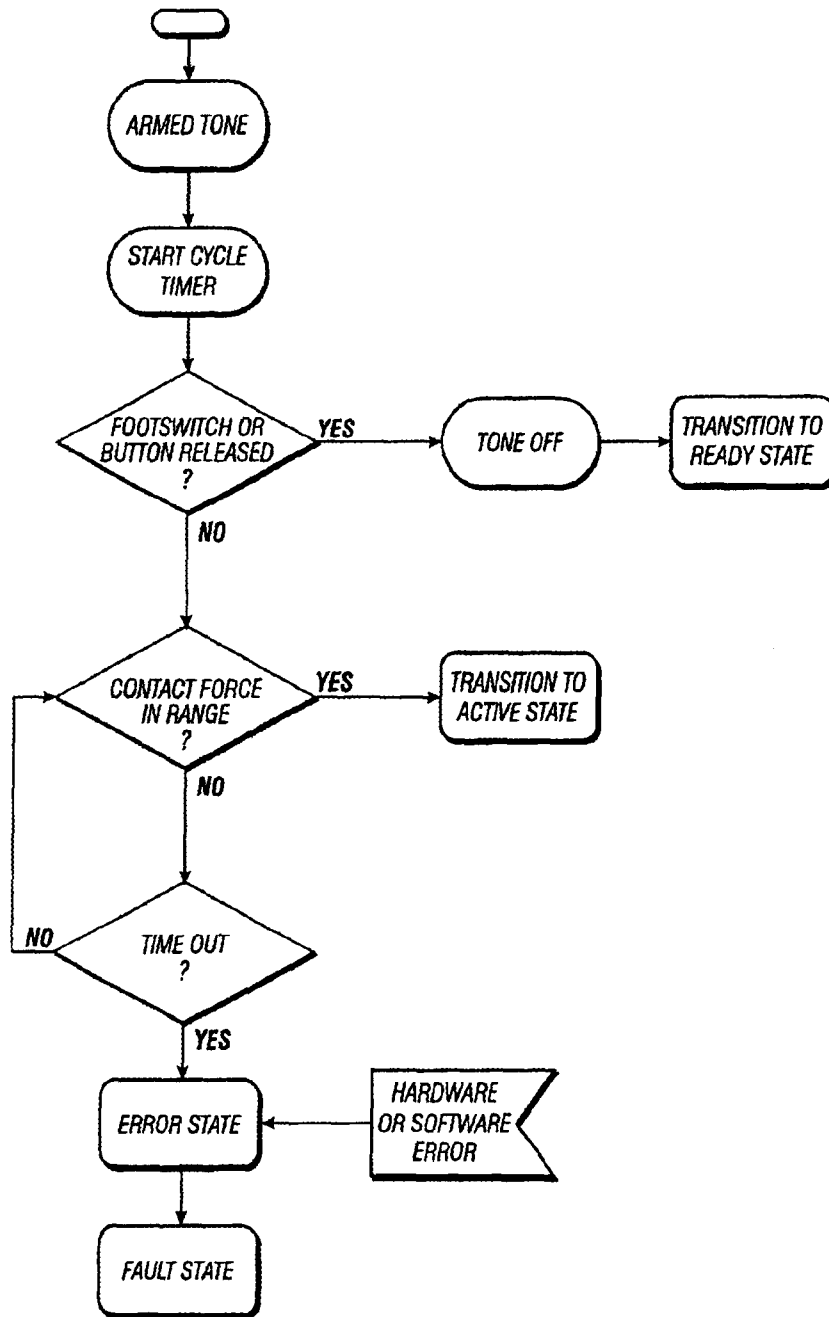 ARMED TONE
START CYCLE
TIMER
FOOTSWITCH OR
BUTTON RELEASED
?
YES
TONE OFF
TRANSITION TO
READY STATE
NO
CONTACT FORCE
IN RANGE
?
YES
TRANSITION TO
ACTIVE STATE
NO
TIME OUT
?
NO
YES
ERROR STATE
HARDWARE
OR SOFTWARE
ERROR
FAULT STATE